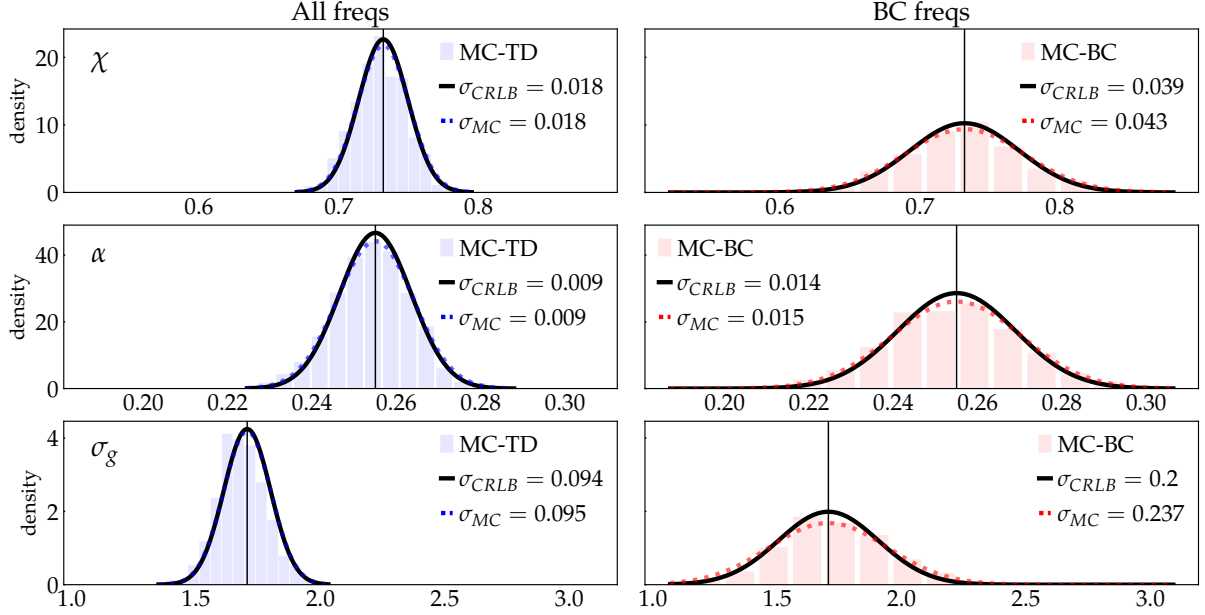 All freqs
BC freqs
χ
density
20
10
0
MC-TD
σ_CRLB = 0.018
σ_MC = 0.018
0.6 0.7 0.8
MC-BC
σ_CRLB = 0.039
σ_MC = 0.043
0.6 0.7 0.8
α
density
40
20
0
MC-TD
σ_CRLB = 0.009
σ_MC = 0.009
0.20 0.22 0.24 0.26 0.28 0.30
MC-BC
σ_CRLB = 0.014
σ_MC = 0.015
0.20 0.22 0.24 0.26 0.28 0.30
σ_g
density
4
2
0
MC-TD
σ_CRLB = 0.094
σ_MC = 0.095
1.0 1.5 2.0 2.5 3.0
MC-BC
σ_CRLB = 0.2
σ_MC = 0.237
1.0 1.5 2.0 2.5 3.0